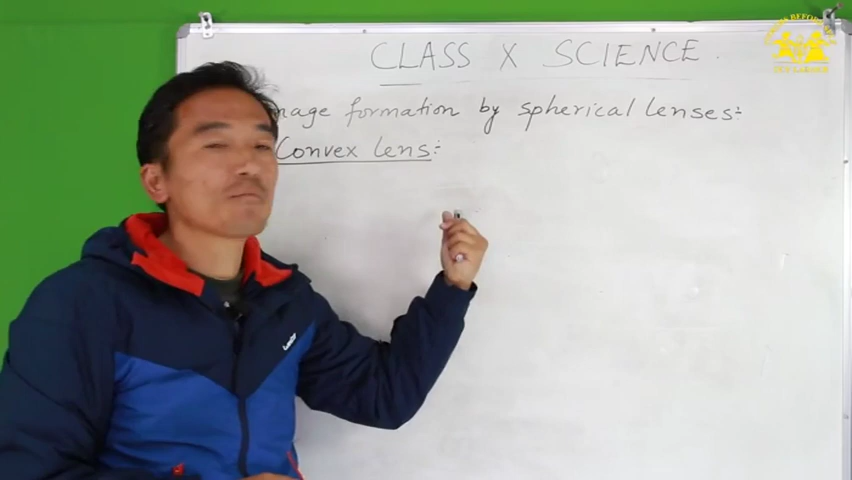 CLASS X SCIENCE
mage formation by spherical lenses:-
Convex lens:-